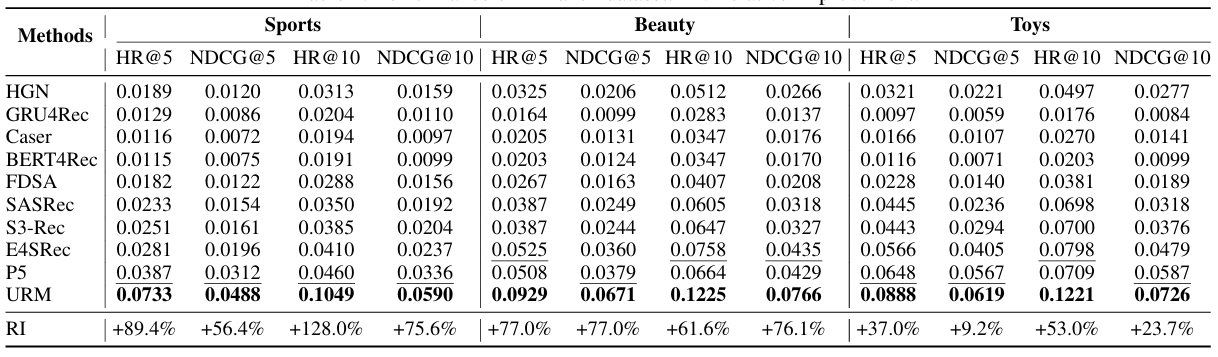 Sports Beauty Toys
Methods
HR@5 NDCG@5 HR@10 NDCG@10 HR@5 NDCG@5 HR@10 NDCG@10 HR@5 NDCG@5 HR@10 NDCG@10
HGN 0.0189 0.0120 0.0313 0.0159 0.0325 0.0206 0.0512 0.0266 0.0321 0.0221 0.0497 0.0277
GRU4Rec 0.0129 0.0086 0.0204 0.0110 0.0164 0.0099 0.0283 0.0137 0.0097 0.0059 0.0176 0.0084
Caser 0.0116 0.0072 0.0194 0.0097 0.0205 0.0131 0.0347 0.0176 0.0166 0.0107 0.0270 0.0141
BERT4Rec 0.0115 0.0075 0.0191 0.0099 0.0203 0.0124 0.0347 0.0170 0.0116 0.0071 0.0203 0.0099
FDSA 0.0182 0.0122 0.0288 0.0156 0.0267 0.0163 0.0407 0.0208 0.0228 0.0140 0.0381 0.0189
SASRec 0.0233 0.0154 0.0350 0.0192 0.0387 0.0249 0.0605 0.0318 0.0445 0.0236 0.0698 0.0318
S3-Rec 0.0251 0.0161 0.0385 0.0204 0.0387 0.0244 0.0647 0.0327 0.0443 0.0294 0.0700 0.0376
E4SRec 0.0281 0.0196 0.0410 0.0237 0.0525 0.0360 0.0758 0.0435 0.0566 0.0405 0.0798 0.0479
P5 0.0387 0.0312 0.0460 0.0336 0.0508 0.0379 0.0664 0.0429 0.0648 0.0567 0.0709 0.0587
URM 0.0733 0.0488 0.1049 0.0590 0.0929 0.0671 0.1225 0.0766 0.0888 0.0619 0.1221 0.0726
RI +89.4% +56.4% +128.0% +75.6% +77.0% +77.0% +61.6% +76.1% +37.0% +9.2% +53.0% +23.7%